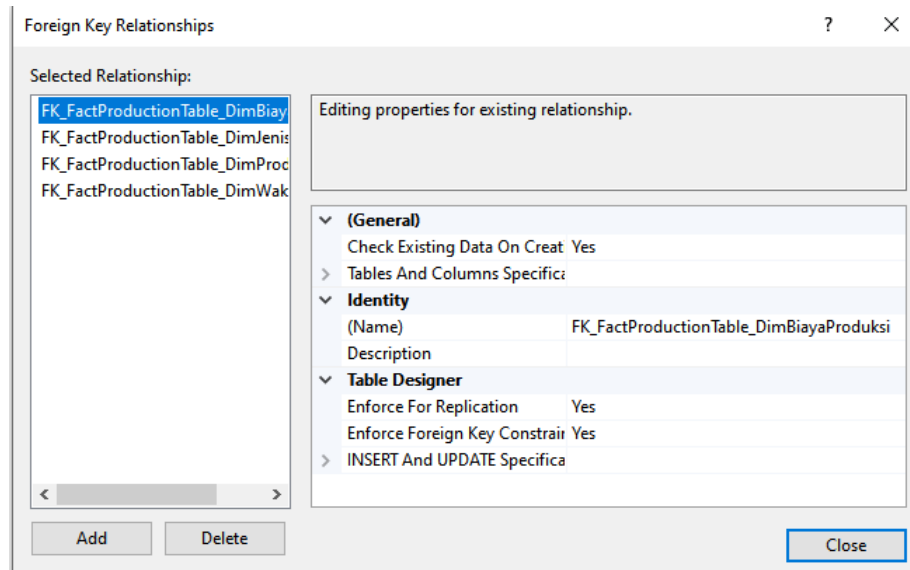 Foreign Key Relationships ?
Selected Relationship:
FK_FactProductionTable_DimBiay
FK_FactProductionTable_DimJenis
FK_FactProductionTable_DimProd
FK_FactProductionTable_DimWak
Editing properties for existing relationship.
(General)
Check Existing Data On Creat Yes
Tables And Columns Specifica
Identity
(Name) FK_FactProductionTable_DimBiayaProduksi
Description
Table Designer
Enforce For Replication Yes
Enforce Foreign Key Constrain Yes
INSERT And UPDATE Specifica
Add Delete
Close